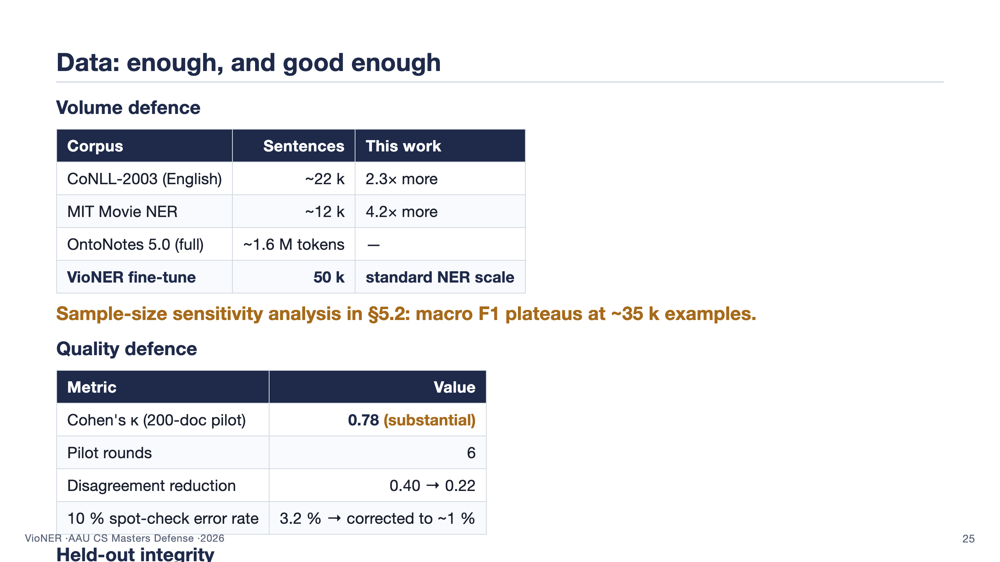 Data: enough, and good enough
Volume defence
Corpus Sentences This work
CoNLL-2003 (English) ~22 k 2.3× more
MIT Movie NER ~12 k 4.2× more
OntoNotes 5.0 (full) ~1.6 M tokens —
VioNER fine-tune 50 k standard NER scale
Sample-size sensitivity analysis in §5.2: macro F1 plateaus at ~35 k examples.
Quality defence
Metric Value
Cohen's κ (200-doc pilot) 0.78 (substantial)
Pilot rounds 6
Disagreement reduction 0.40 → 0.22
10 % spot-check error rate 3.2 % → corrected to ~1 %
VioNER ·AAU CS Masters Defense ·2026 25
Held-out integrity